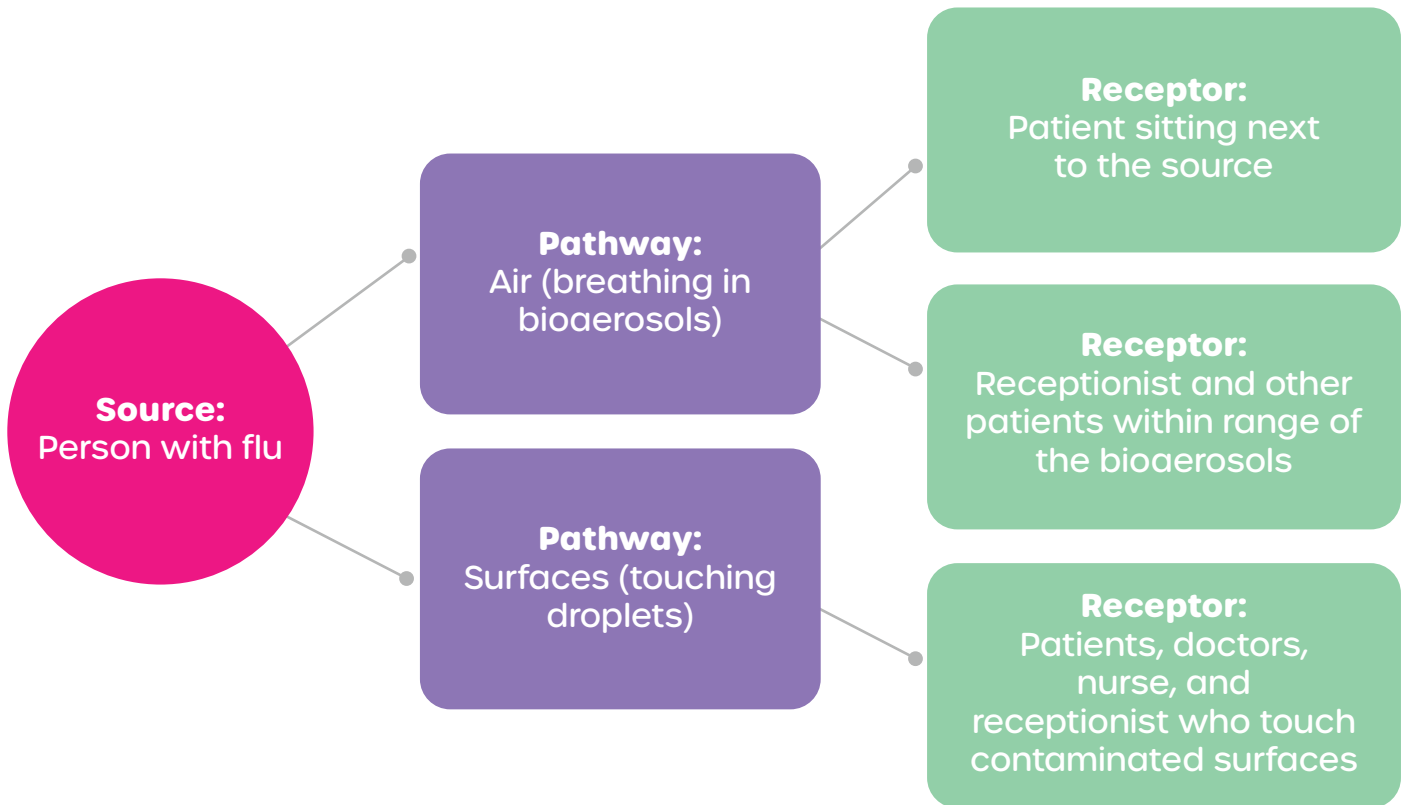 Source:
Person with flu
Pathway:
Air (breathing in
bioaerosols)
Pathway:
Surfaces (touching
droplets)
Receptor:
Patient sitting next
to the source
Receptor:
Receptionist and other
patients within range of
the bioaerosols
Receptor:
Patients, doctors,
nurse, and
receptionist who touch
contaminated surfaces